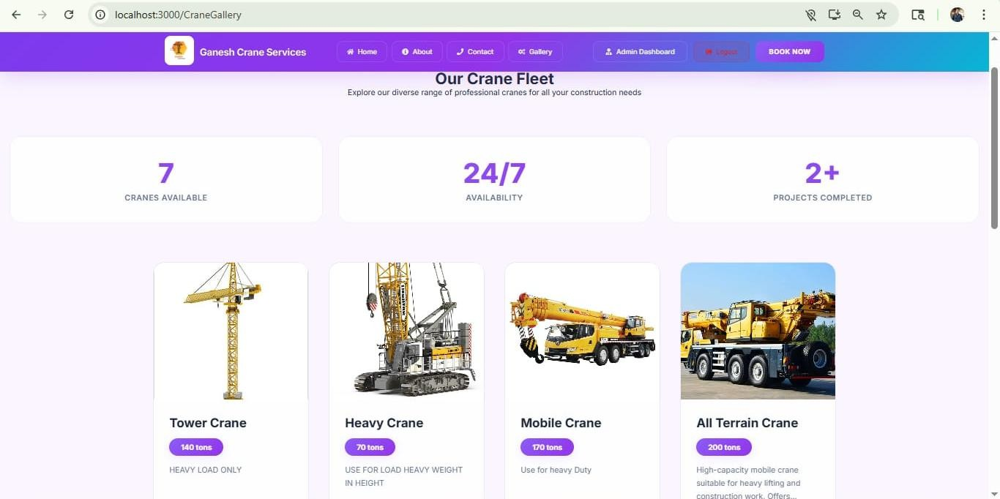 localhost:3000/CraneGallery
Ganesh Crane Services
Home
About
Contact
Gallery
Admin Dashboard
Logout
BOOK NOW
Our Crane Fleet
Explore our diverse range of professional cranes for all your construction needs
7
CRANES AVAILABLE
24/7
AVAILABILITY
2+
PROJECTS COMPLETED
Tower Crane
140 tons
HEAVY LOAD ONLY
Heavy Crane
70 tons
USE FOR LOAD HEAVY WEIGHT
IN HEIGHT
Mobile Crane
170 tons
Use for heavy Duty
All Terrain Crane
200 tons
High-capacity mobile crane
suitable for heavy lifting and
construction work. Offers...